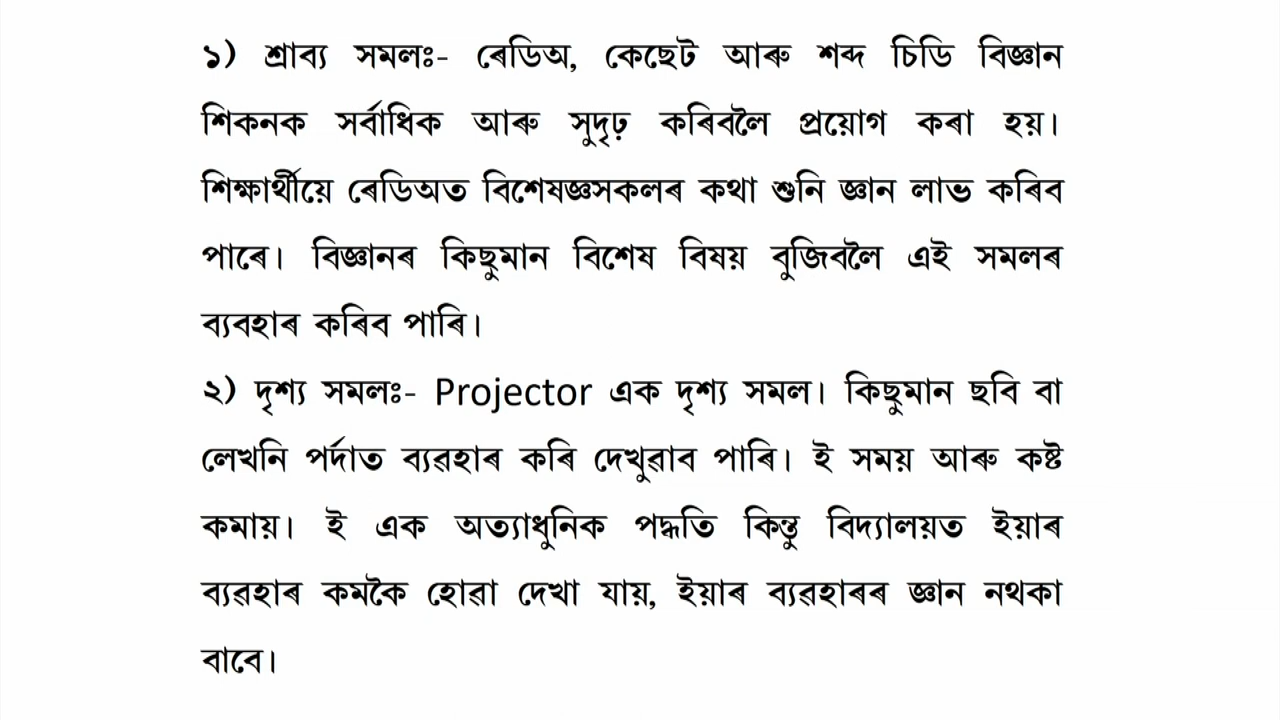 ১) শ্ৰাব্য সমলঃ- ৰেডিঅ, কেছেট আৰু শব্দ চিডি বিজ্ঞান
শিকনক সৰ্বাধিক আৰু সুদৃঢ় কৰিবলৈ প্ৰয়োগ কৰা হয়।
শিক্ষাৰ্থীয়ে ৰেডিঅত বিশেষজ্ঞসকলৰ কথা শুনি জ্ঞান লাভ কৰিব
পাৰে। বিজ্ঞানৰ কিছুমান বিশেষ বিষয় বুজিবলৈ এই সমলৰ
ব্যবহাৰ কৰিব পাৰি।
২) দৃশ্য সমলঃ- Projector এক দৃশ্য সমল। কিছুমান ছবি বা
লেখনি পৰ্দাত ব্যৱহাৰ কৰি দেখুৱাব পাৰি। ই সময় আৰু কষ্ট
কমায়। ই এক অত্যাধুনিক পদ্ধতি কিন্তু বিদ্যালয়ত ইয়াৰ
ব্যৱহাৰ কমকৈ হোৱা দেখা যায়, ইয়াৰ ব্যৱহাৰৰ জ্ঞান নথকা
বাবে।